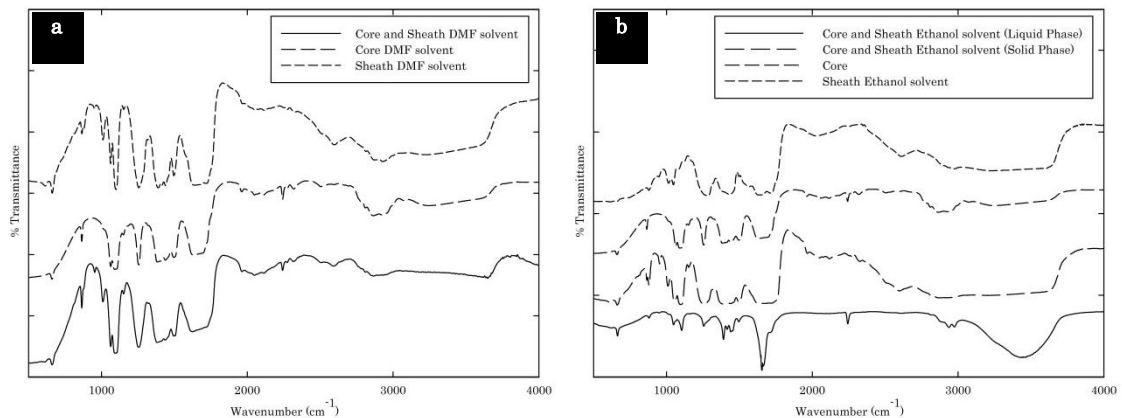 a
Core and Sheath DMF solvent
Core DMF solvent
Sheath DMF solvent
% Transmittance
1000 2000 3000 4000
Wavenumber (cm-1)
b
Core and Sheath Ethanol solvent (Liquid Phase)
Core and Sheath Ethanol solvent (Solid Phase)
Core
Sheath Ethanol solvent
% Transmittance
1000 2000 3000 4000
Wavenumber (cm-1)